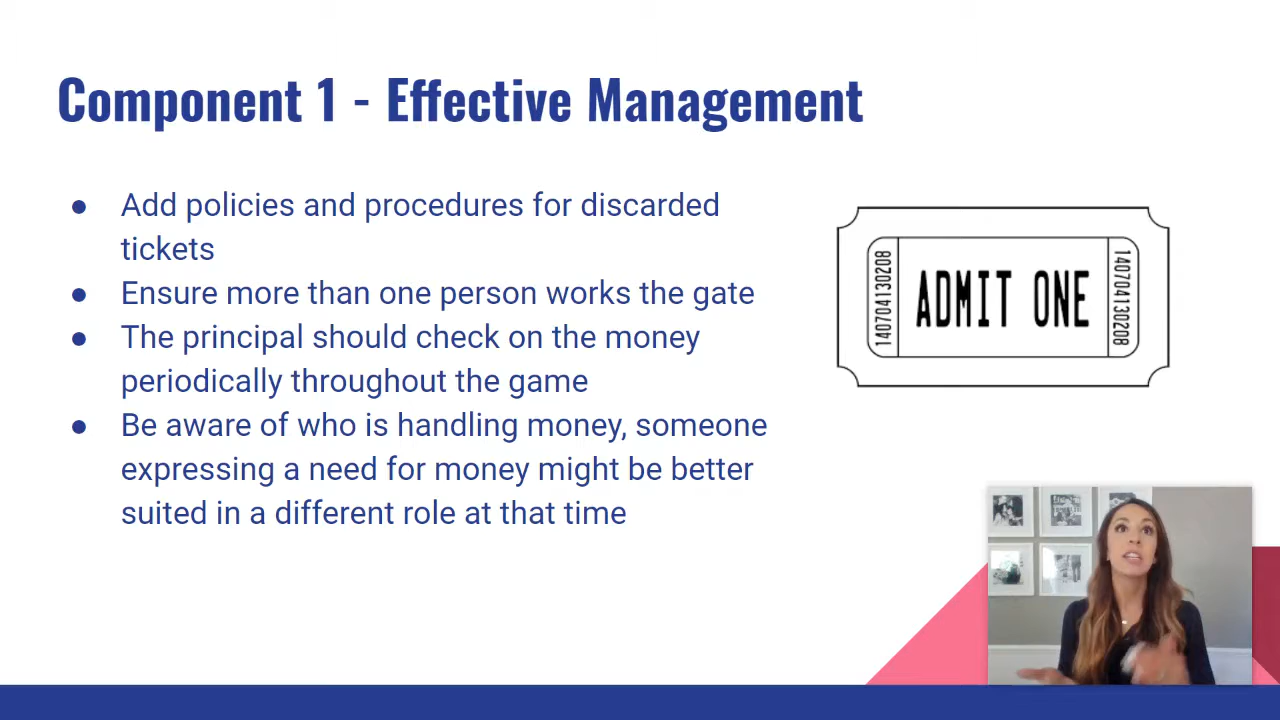 Component 1 - Effective Management
● Add policies and procedures for discarded
tickets
● Ensure more than one person works the gate
● The principal should check on the money
periodically throughout the game
● Be aware of who is handling money, someone
expressing a need for money might be better
suited in a different role at that time
140704130208
ADMIT ONE
140704130208